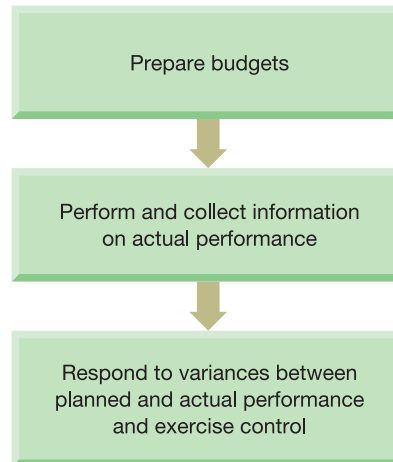 Prepare budgets
Perform and collect information
on actual performance
Respond to variances between
planned and actual performance
and exercise control